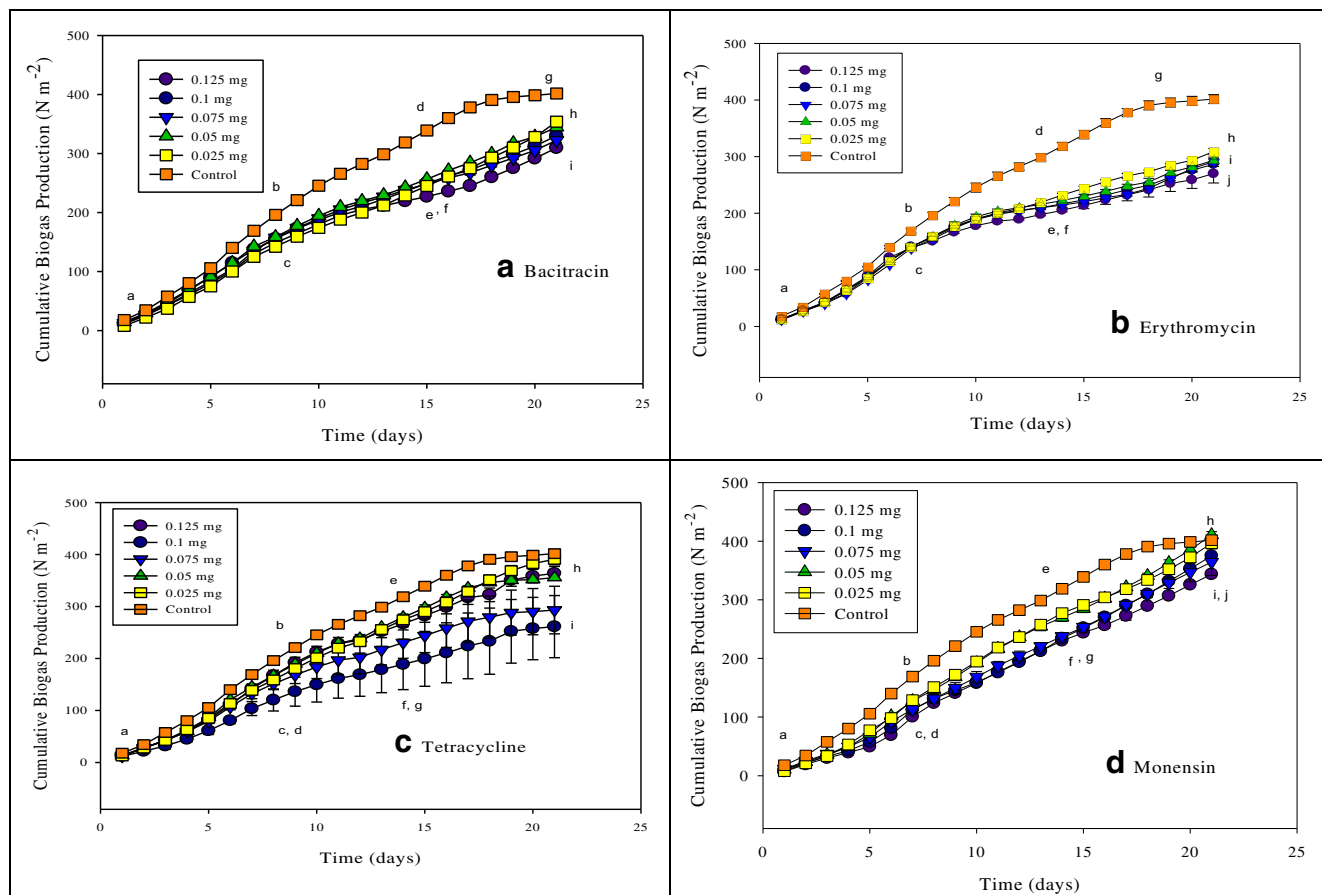 500
400
300
200
100
0
Cumulative Biogas Production (N m-2)
0.125 mg
0.1 mg
0.075 mg
0.05 mg
0.025 mg
Control
a
b
c
d
e, f
g
h
i
a Bacitracin
0 5 10 15 20 25
Time (days)
500
400
300
200
100
0
Cumulative Biogas Production (N m-2)
0.125 mg
0.1 mg
0.075 mg
0.05 mg
0.025 mg
Control
a
b
c
d
e, f
g
h
i
j
b Erythromycin
0 5 10 15 20 25
Time (days)
500
400
300
200
100
0
Cumulative Biogas Production (N m-2)
0.125 mg
0.1 mg
0.075 mg
0.05 mg
0.025 mg
Control
a
b
c, d
e
f, g
h
i
c Tetracycline
0 5 10 15 20 25
Time (days)
500
400
300
200
100
0
Cumulative Biogas Production (N m-2)
0.125 mg
0.1 mg
0.075 mg
0.05 mg
0.025 mg
Control
a
b
c, d
e
f ,g
h
i, j
d Monensin
0 5 10 15 20 25
Time (days)